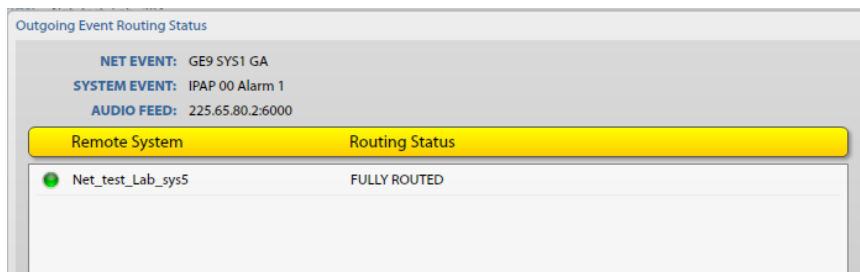 Outgoing Event Routing Status
NET EVENT: GE9 SYS1 GA
SYSTEM EVENT: IPAP 00 Alarm 1
AUDIO FEED: 225.65.80.2:6000
Remote System Routing Status
Net_test_Lab_sys5 FULLY ROUTED